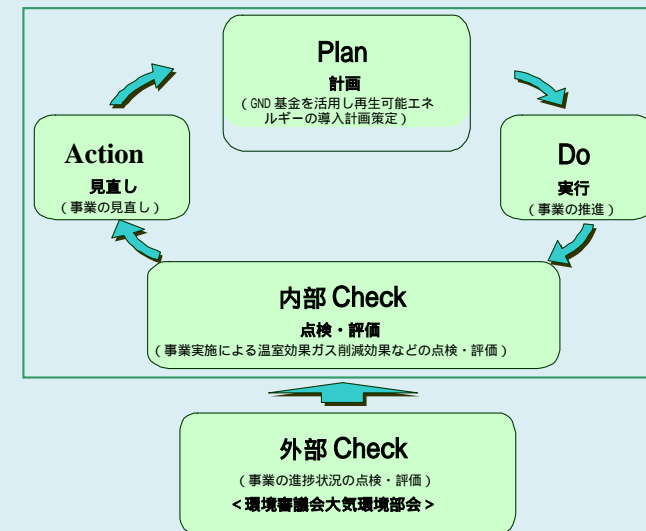 Plan
計画
(GND 基金を活用し再生可能エネ
ルギーの導入計画策定)
Action
見直し
(事業の見直し)
Do
実行
(事業の推進)
内部 Check
点検・評価
(事業実施による温室効果ガス削減効果などの点検・評価)
外部 Check
(事業の進捗状況の点検・評価)
<環境審議会大気環境部会>